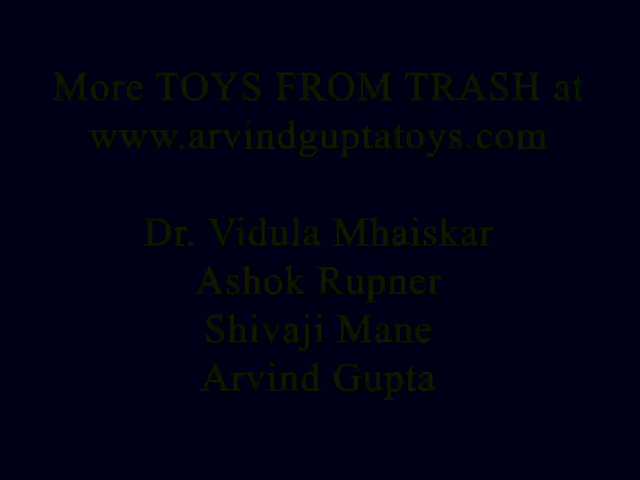 More TOYS FROM TRASH at
www.arvindguptatoys.com
Dr. Vidula Mhaiskar
Ashok Rupner
Shivaji Mane
Arvind Gupta